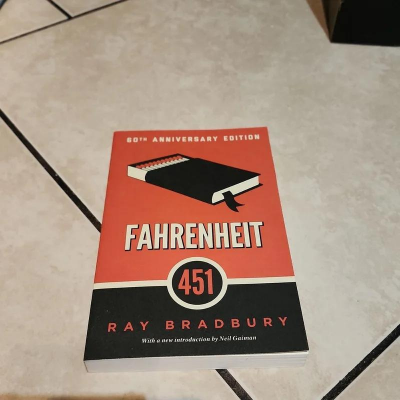 60TH ANNIVERSARY EDITION
FAHRENHEIT
451
RAY BRADBURY
With a new introduction by Neil Gaiman